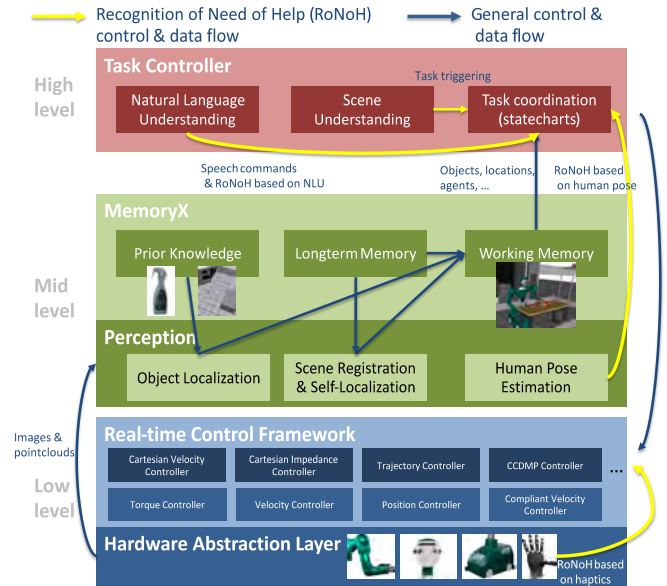 Recognition of Need of Help (RoNoH)
control & data flow
General control &
data flow
High
level
Task Controller
Task triggering
Natural Language
Understanding
Scene
Understanding
Task coordination
(statecharts)
Speech commands
& RoNoH based on NLU
Objects, locations,
agents, ...
RoNoH based
on human pose
Mid
level
MemoryX
Prior Knowledge
Longterm Memory
Working Memory
Perception
Object Localization
Scene Registration
& Self-Localization
Human Pose
Estimation
Images &
pointclouds
Low
level
Real-time Control Framework
Cartesian Velocity
Controller
Cartesian Impedance
Controller
Trajectory Controller
CCDMP Controller
...
Torque Controller
Velocity Controller
Position Controller
Compliant Velocity
Controller
Hardware Abstraction Layer
RoNoH based
on haptics